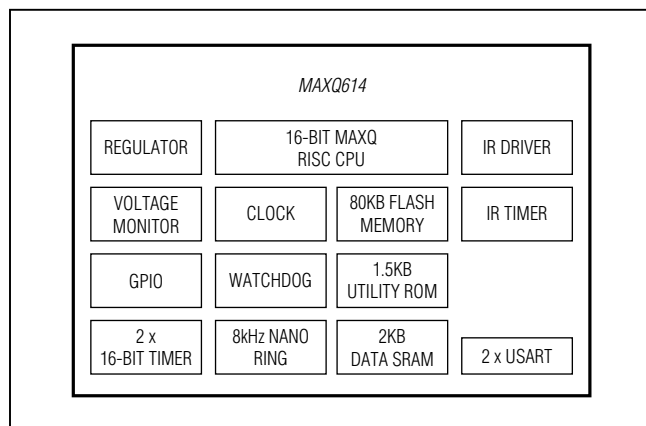 MAXQ614
REGULATOR
16-BIT MAXQ
RISC CPU
IR DRIVER
VOLTAGE
MONITOR
CLOCK
80KB FLASH
MEMORY
IR TIMER
GPIO
WATCHDOG
1.5KB
UTILITY ROM
2 x
16-BIT TIMER
8kHz NANO
RING
2KB
DATA SRAM
2 x USART